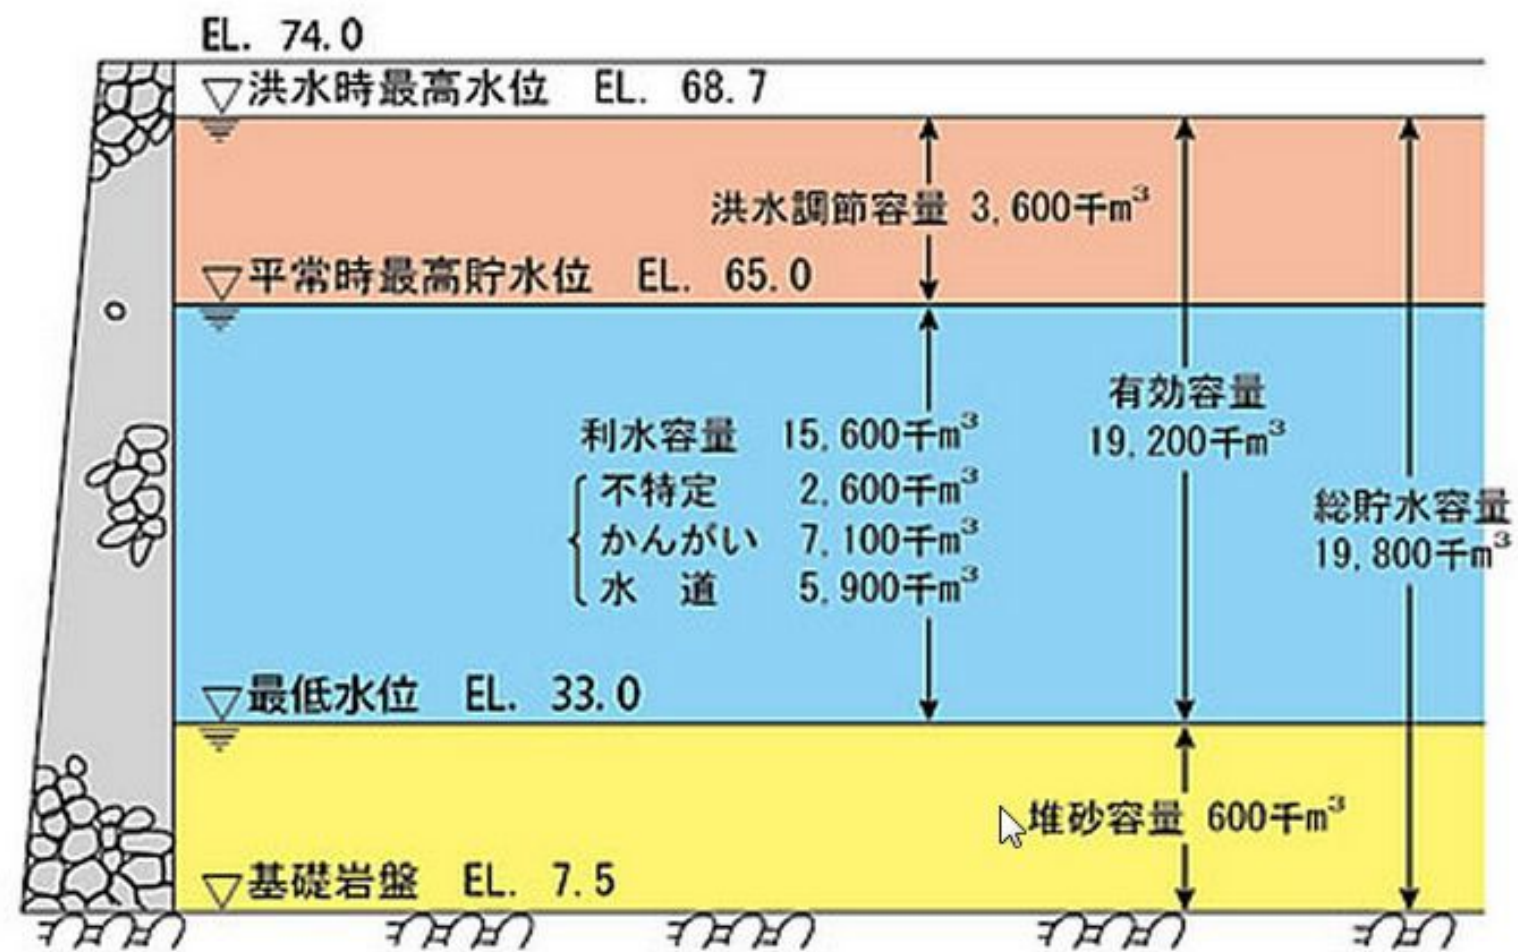 EL. 74.0
洪水時最高水位 EL. 68.7
洪水調節容量 3,600千m³
平常時最高貯水位 EL. 65.0
有効容量
19,200千m³
利水容量 15,600千m³
不特定 2,600千m³
かんがい 7,100千m³
水 道 5,900千m³
総貯水容量
19,800千m³
最低水位 EL. 33.0
堆砂容量 600千m³
基礎岩盤 EL. 7.5